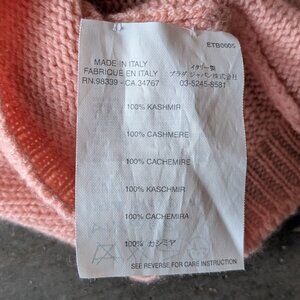 ETB0005
MADE IN ITALY
FABRIQUE EN ITALY
RN.98339 - CA.34767
イタリー製
プラダ ジャパン株式会社
03-5245-8581
100% KASHMIR
100% CASHMERE
100% CACHEMIRE
100% KASCHMIR
100% CACHEMIRA
100% カシミヤ
SEE REVERSE FOR CARE INSTRUCTION